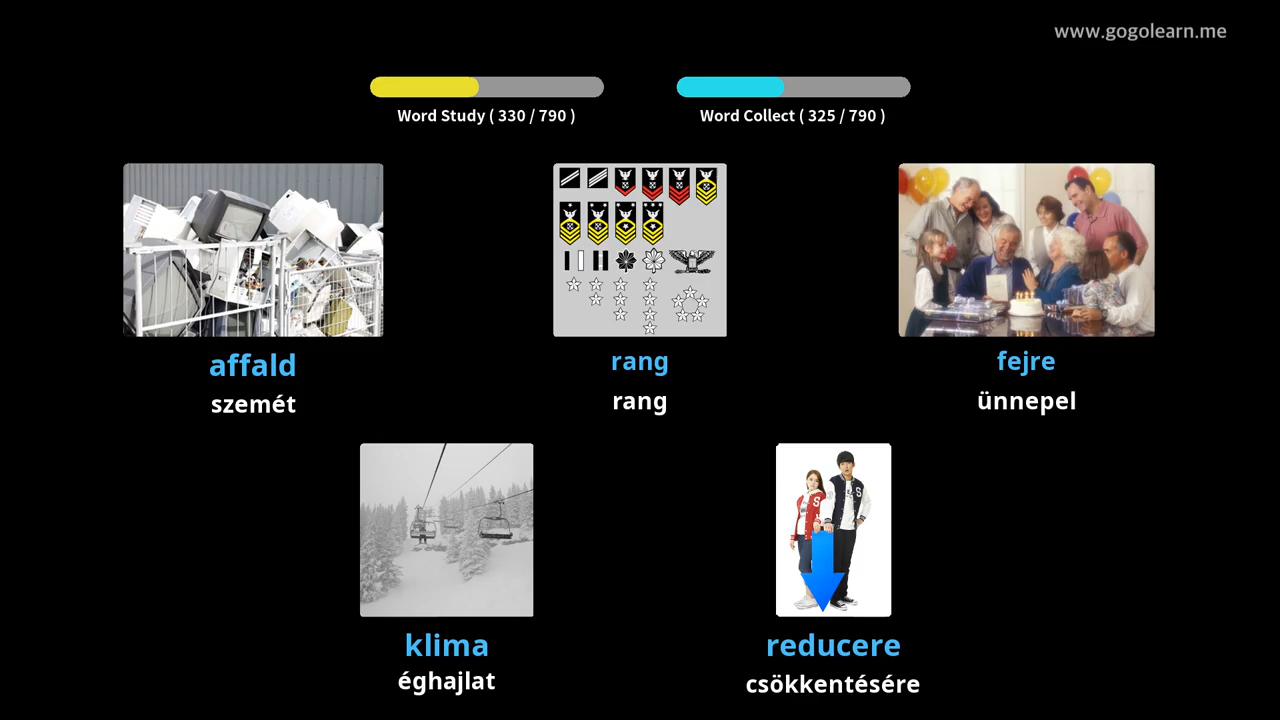 www.gogolearn.me
Word Study ( 330 / 790 )
Word Collect ( 325 / 790 )
affald
szemét
rang
rang
fejre
ünnepel
klima
éghajlat
reducere
csökkentésére